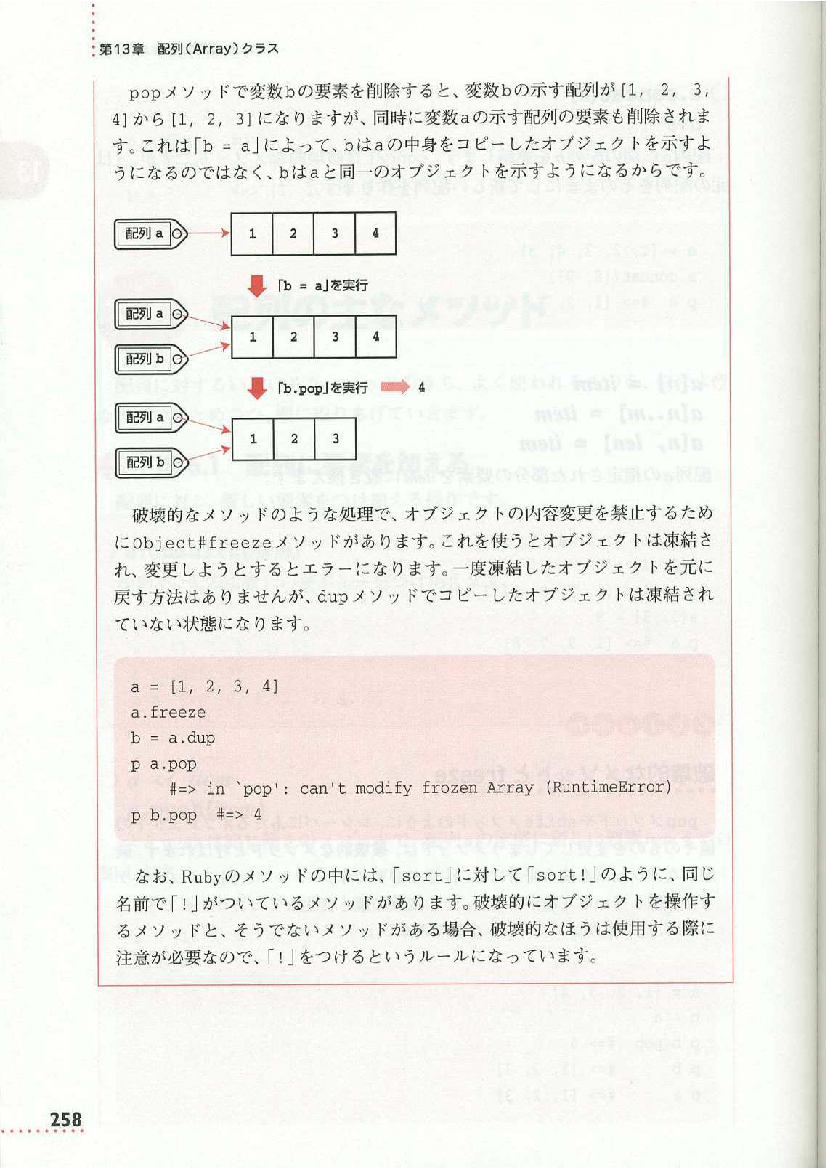 第13章　配列(Array)クラス
popメソッドで変数bの要素を削除すると、変数bの示す配列が [1, 2, 3,
4] から [1, 2, 3] になりますが、同時に変数aの示す配列の要素も削除されま
す。これは「b = a」によって、bはaの中身をコピーしたオブジェクトを示すよ
うになるのではなく、bはaと同一のオブジェクトを示すようになるからです。
配列 a 1 2 3 4
「b = a」を実行
配列 a
1 2 3 4
配列 b
「b.pop」を実行 4
配列 a
1 2 3
配列 b
破壊的なメソッドのような処理で、オブジェクトの内容変更を禁止するため
にObject#freezeメソッドがあります。これを使うとオブジェクトは凍結さ
れ、変更しようとするとエラーになります。一度凍結したオブジェクトを元に
戻す方法はありませんが、dupメソッドでコピーしたオブジェクトは凍結され
ていない状態になります。
a = [1, 2, 3, 4]
a.freeze
b = a.dup
p a.pop
#=> in `pop': can't modify frozen Array (RuntimeError)
p b.pop #=> 4
なお、Rubyのメソッドの中には、「sort」に対して「sort!」のように、同じ
名前で「!」がついているメソッドがあります。破壊的にオブジェクトを操作す
るメソッドと、そうでないメソッドがある場合、破壊的なほうは使用する際に
注意が必要なので、「!」をつけるというルールになっています。
258